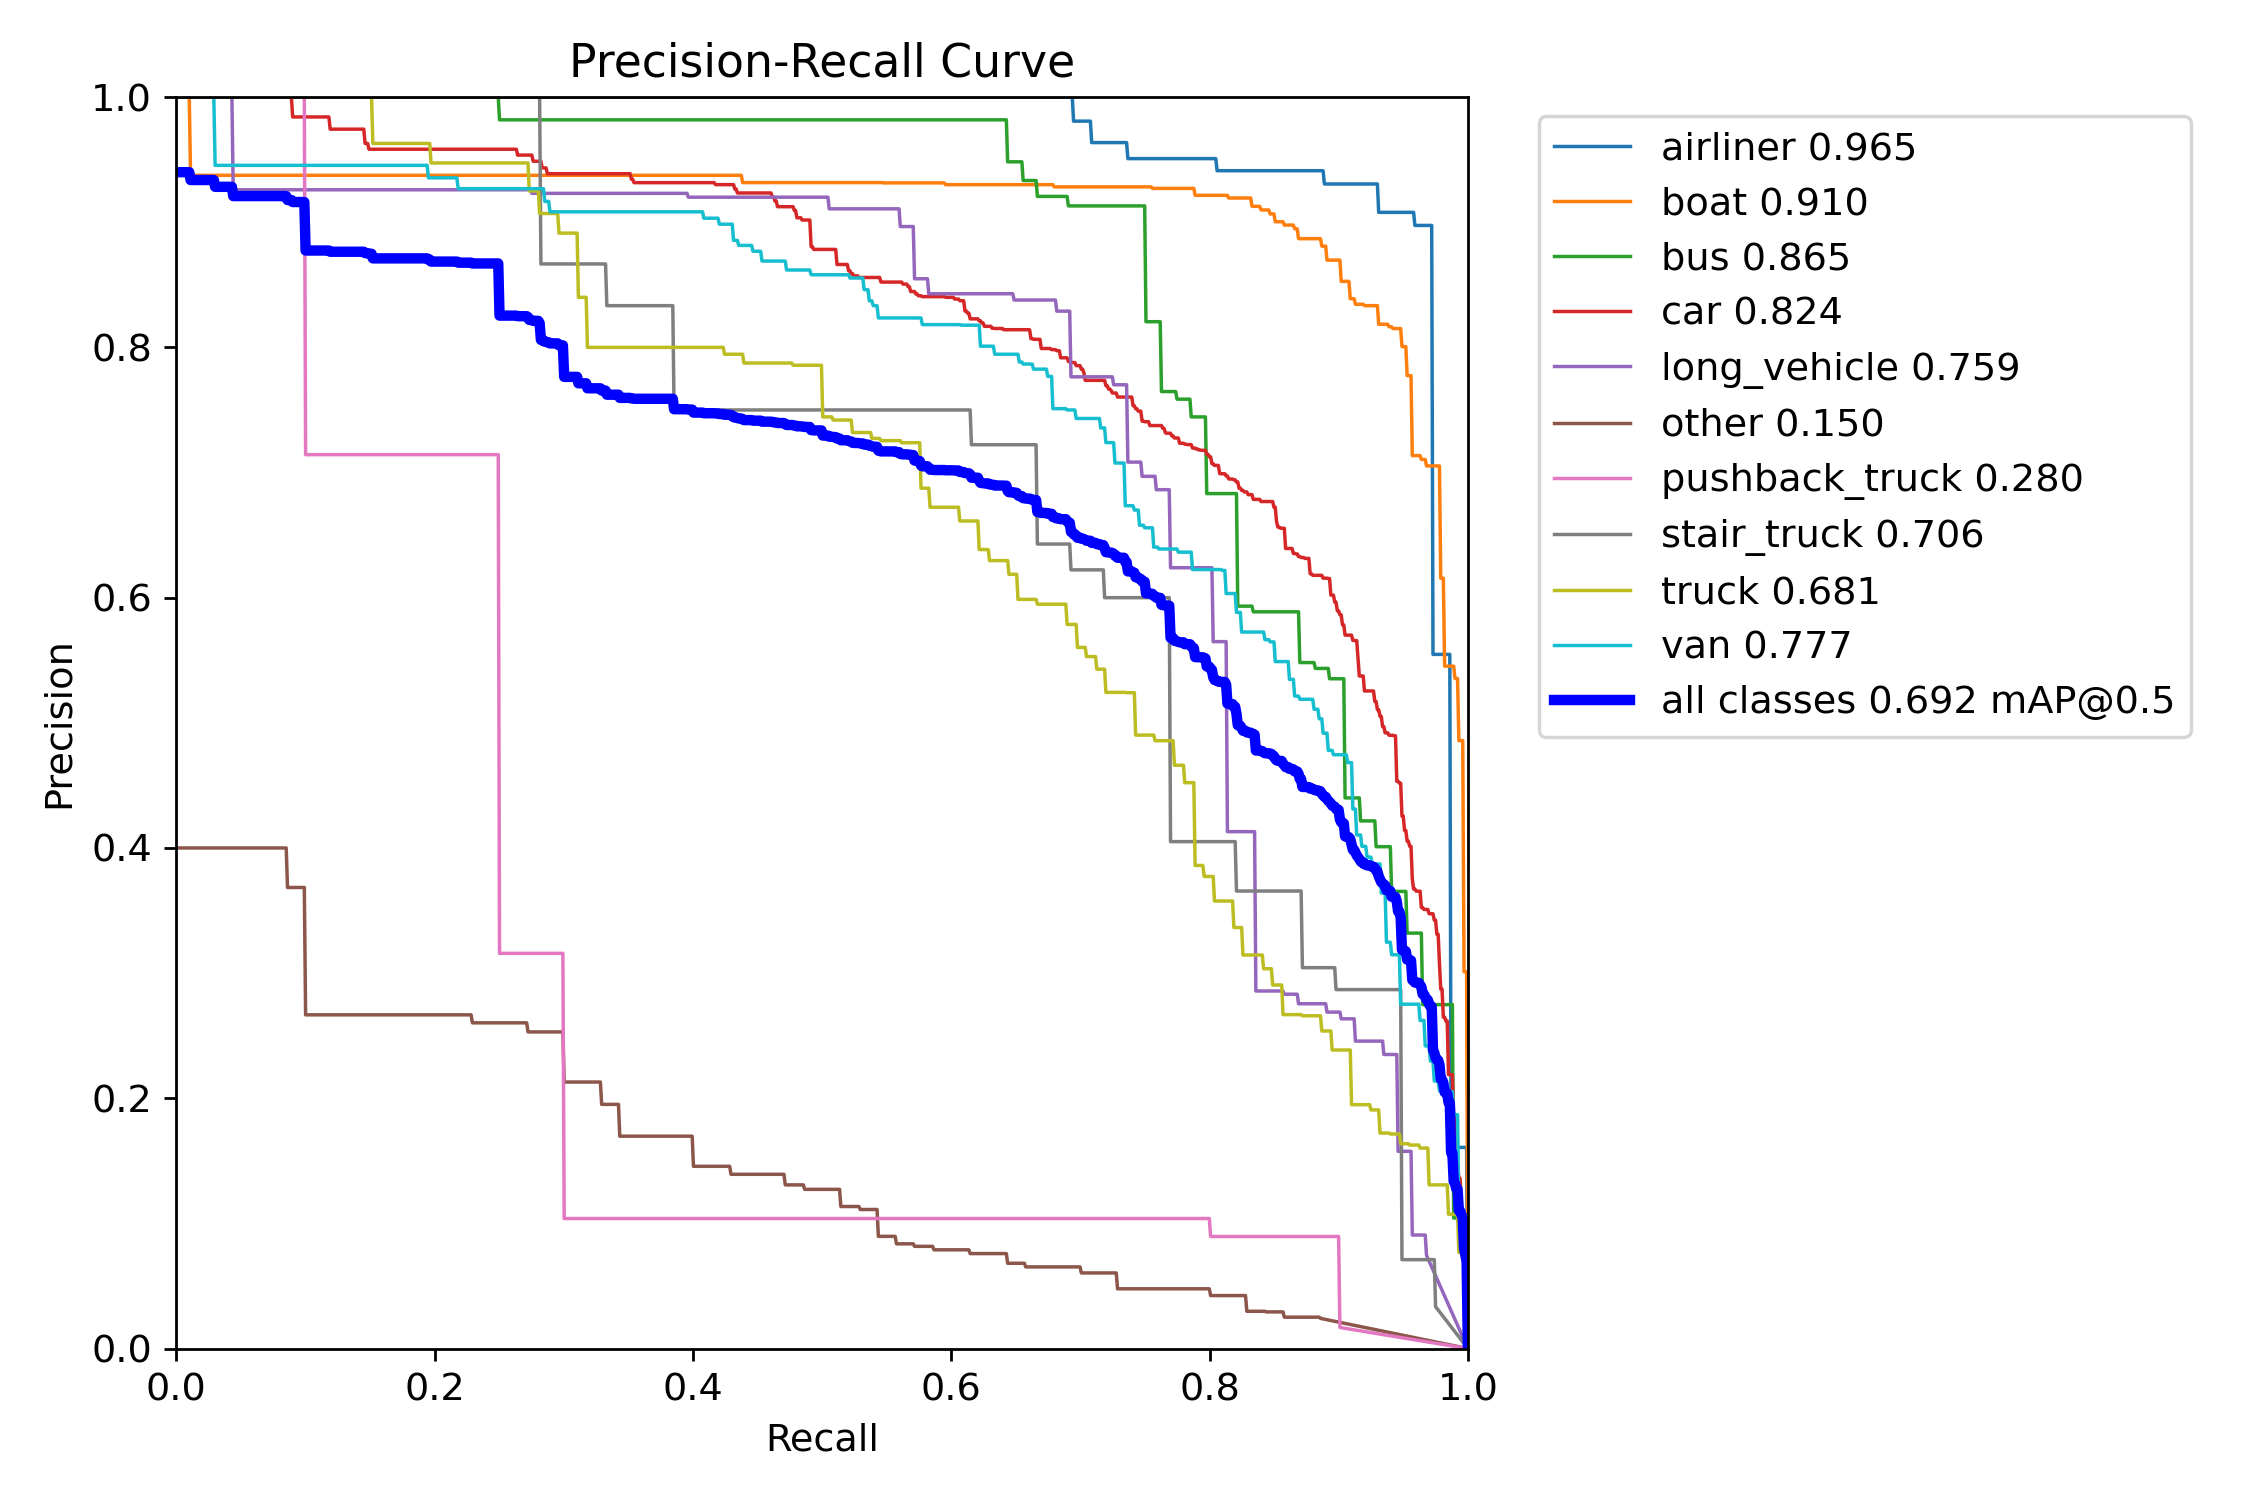 Precision-Recall Curve
1.0
0.8
0.6
0.4
0.2
0.0
Precision
0.0 0.2 0.4 0.6 0.8 1.0
Recall
airliner 0.965
boat 0.910
bus 0.865
car 0.824
long_vehicle 0.759
other 0.150
pushback_truck 0.280
stair_truck 0.706
truck 0.681
van 0.777
all classes 0.692 mAP@0.5